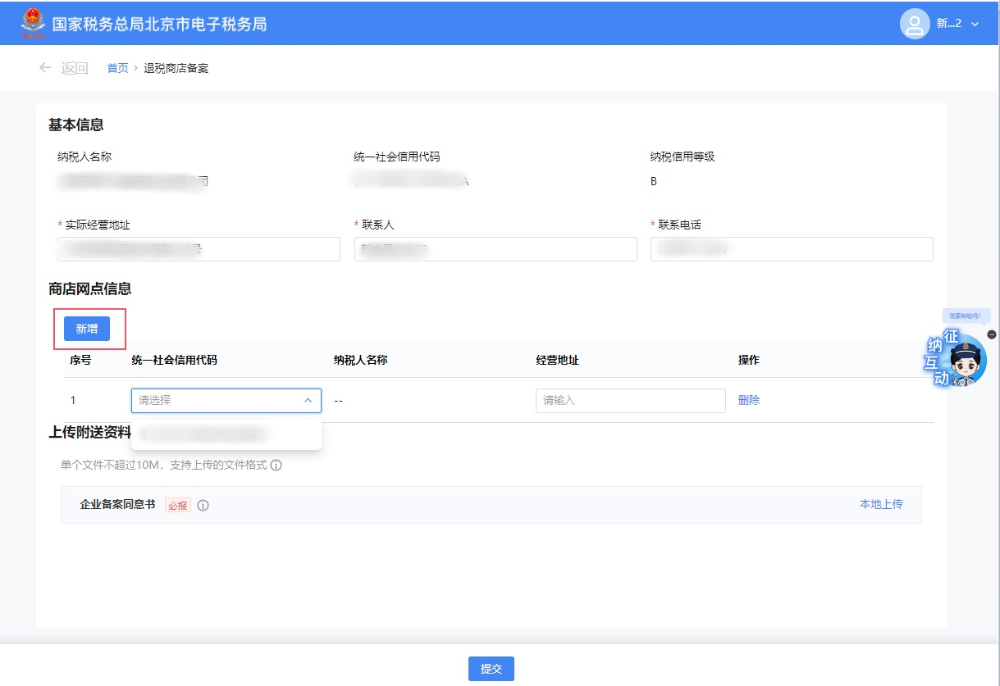 国家税务总局北京市电子税务局
新...2
返回 首页 > 退税商店备案
基本信息
纳税人名称 统一社会信用代码 纳税信用等级
司 A B
* 实际经营地址 * 联系人 * 联系电话
号
商店网点信息
新增
需要帮助吗?
征纳互动
序号 统一社会信用代码 纳税人名称 经营地址 操作
1 请选择 -- 请输入 删除
上传附送资料
单个文件不超过10M，支持上传的文件格式
企业备案同意书 必报 本地上传
提交